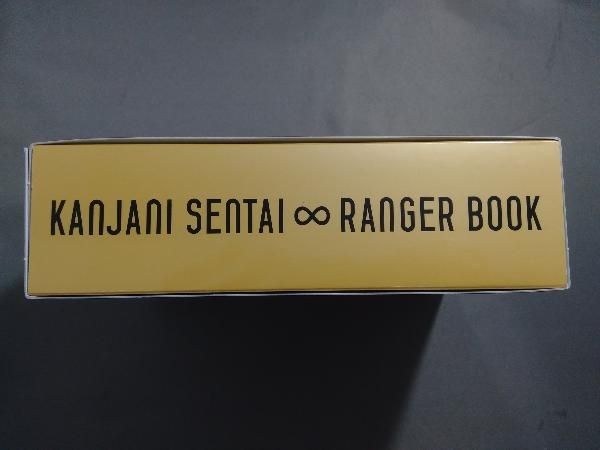 KANJANI SENTAI ∞ RANGER BOOK